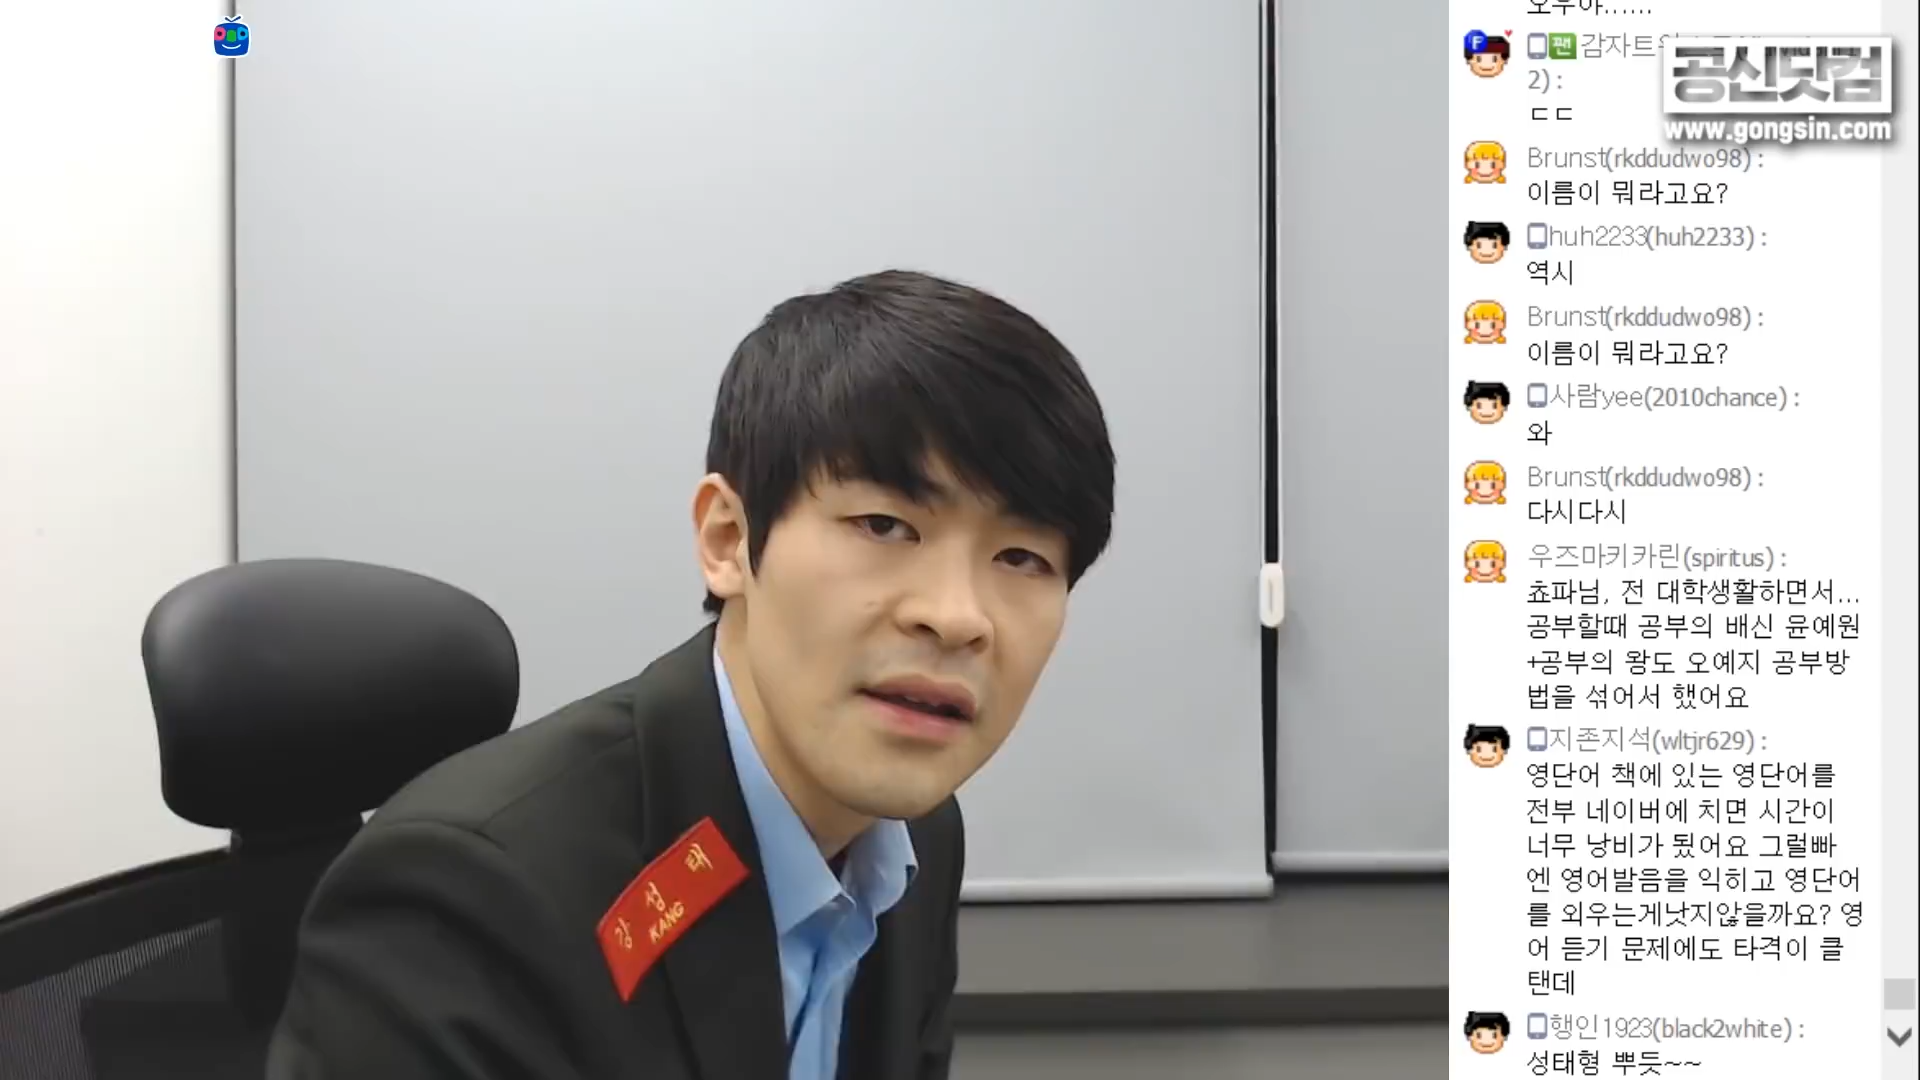 오우야......
팬 감자트
2) :
ㄷㄷ
공신닷컴
www.gongsin.com
Brunst(rkddudwo98) :
이름이 뭐라고요?
huh2233(huh2233) :
역시
Brunst(rkddudwo98) :
이름이 뭐라고요?
사람yee(2010chance) :
와
Brunst(rkddudwo98) :
다시다시
우즈마키카린(spiritus) :
쵸파님, 전 대학생활하면서...
공부할때 공부의 배신 윤예원
+공부의 왕도 오예지 공부방
법을 섞어서 했어요
지존지석(wltjr629) :
영단어 책에 있는 영단어를
전부 네이버에 치면 시간이
너무 낭비가 됬어요 그럴빠
엔 영어발음을 익히고 영단어
를 외우는게낫지않을까요? 영
어 듣기 문제에도 타격이 클
탠데
행인1923(black2white) :
성태형 뿌듯~~
강성태
KANG